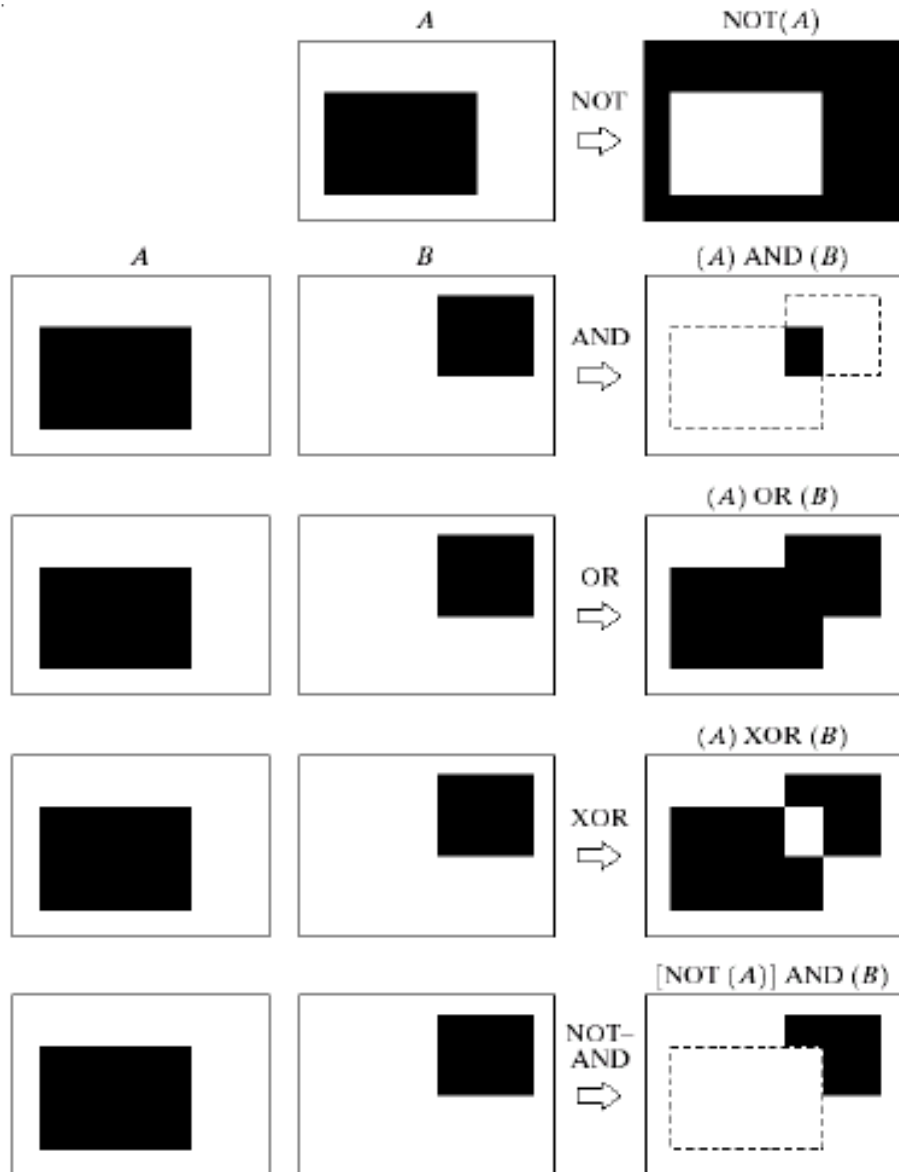 A NOT(A)
NOT
A B (A) AND (B)
AND
(A) OR (B)
OR
(A) XOR (B)
XOR
[NOT (A)] AND (B)
NOT–
AND